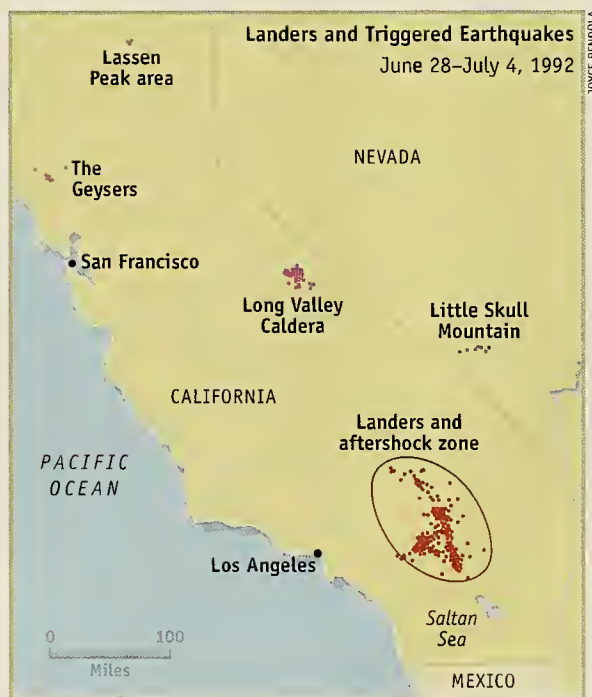 Landers and Triggered Earthquakes
June 28–July 4, 1992
Lassen
Peak area
NEVADA
The
Geysers
San Francisco
Long Valley
Caldera
Little Skull
Mountain
CALIFORNIA
Landers and
aftershock zone
PACIFIC
OCEAN
Los Angeles
Saltan
Sea
0 100
Miles
MEXICO